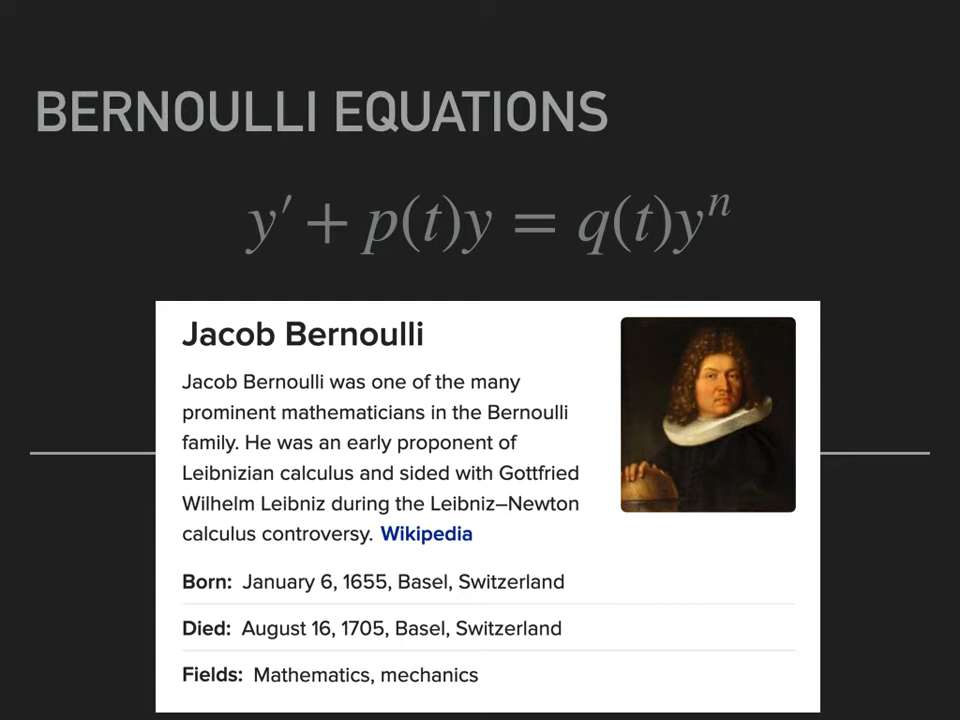 BERNOULLI EQUATIONS
y′ + p(t)y = q(t)yⁿ
Jacob Bernoulli
Jacob Bernoulli was one of the many
prominent mathematicians in the Bernoulli
family. He was an early proponent of
Leibnizian calculus and sided with Gottfried
Wilhelm Leibniz during the Leibniz–Newton
calculus controversy. Wikipedia
Born: January 6, 1655, Basel, Switzerland
Died: August 16, 1705, Basel, Switzerland
Fields: Mathematics, mechanics